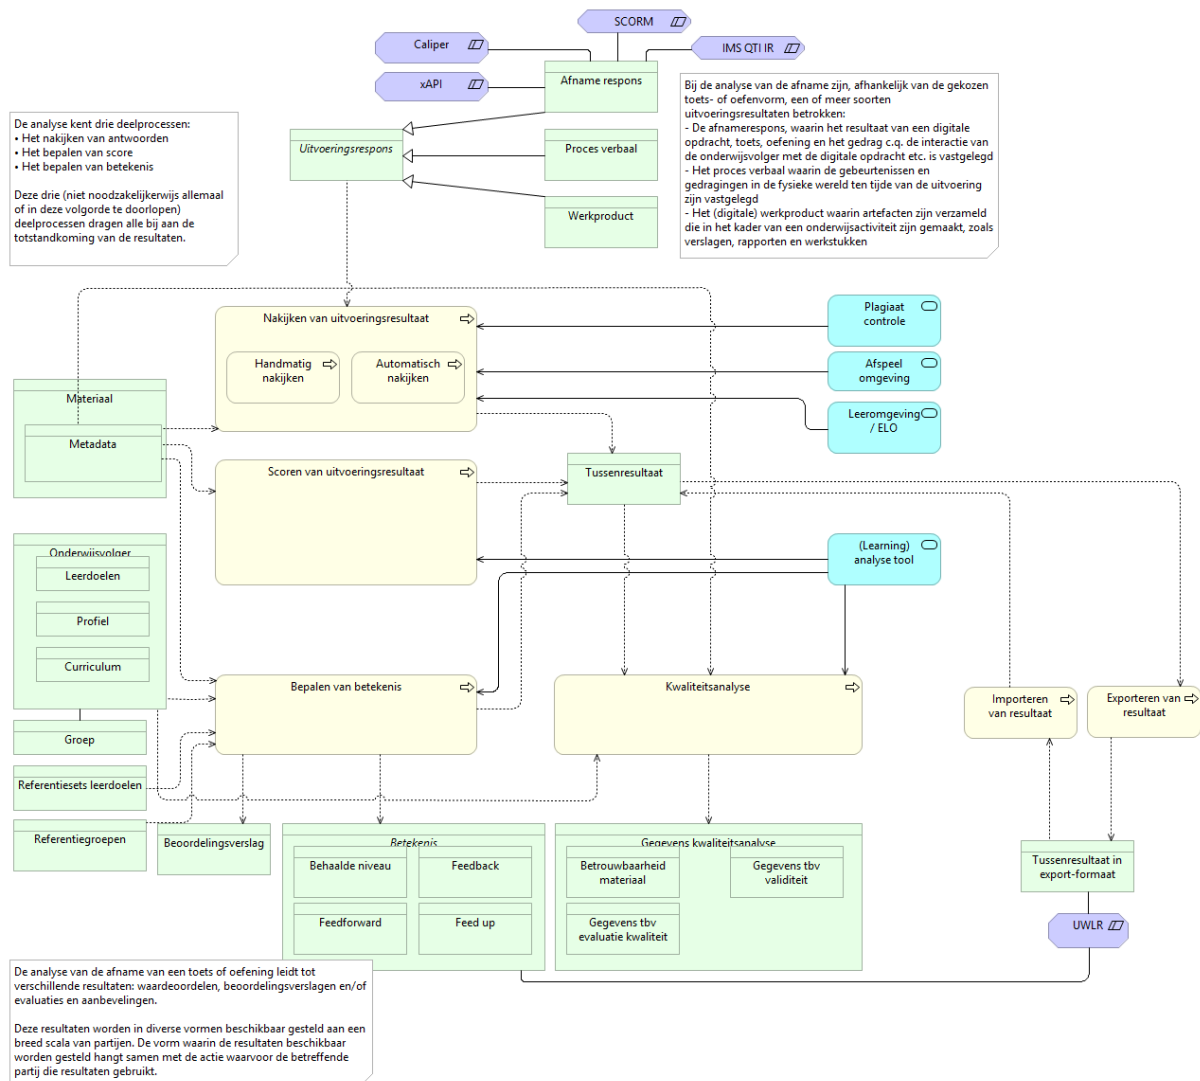 SCORM
Caliper
IMS QTI IR
xAPI
Afname respons
Bij de analyse van de afname zijn, afhankelijk van de gekozen
toets- of oefenvorm, een of meer soorten
uitvoeringsresultaten betrokken:
- De afnamerespons, waarin het resultaat van een digitale
opdracht, toets, oefening en het gedrag c.q. de interactie van
de onderwijsvolger met de digitale opdracht etc. is vastgelegd
- Het proces verbaal waarin de gebeurtenissen en
gedragingen in de fysieke wereld ten tijde van de uitvoering
zijn vastgelegd
- Het (digitale) werkproduct waarin artefacten zijn verzameld
die in het kader van een onderwijsactiviteit zijn gemaakt, zoals
verslagen, rapporten en werkstukken
De analyse kent drie deelprocessen:
• Het nakijken van antwoorden
• Het bepalen van score
• Het bepalen van betekenis
Deze drie (niet noodzakelijkerwijs allemaal
of in deze volgorde te doorlopen)
deelprocessen dragen alle bij aan de
totstandkoming van de resultaten.
Uitvoeringsrespons
Proces verbaal
Werkproduct
Nakijken van uitvoeringsresultaat
Handmatig
nakijken
Automatisch
nakijken
Plagiaat
controle
Afspeel
omgeving
Leeromgeving
/ ELO
Materiaal
Metadata
Scoren van uitvoeringsresultaat
Tussenresultaat
Onderwijsvolger
Leerdoelen
Profiel
Curriculum
(Learning)
analyse tool
Bepalen van betekenis
Kwaliteitsanalyse
Importeren
van resultaat
Exporteren van
resultaat
Groep
Referentiesets leerdoelen
Referentiegroepen
Beoordelingsverslag
Betekenis
Behaalde niveau
Feedback
Feedforward
Feed up
Gegevens kwaliteitsanalyse
Betrouwbaarheid
materiaal
Gegevens tbv
validiteit
Gegevens tbv
evaluatie kwaliteit
Tussenresultaat in
export-formaat
UWLR
De analyse van de afname van een toets of oefening leidt tot
verschillende resultaten: waardeoordelen, beoordelingsverslagen en/of
evaluaties en aanbevelingen.
Deze resultaten worden in diverse vormen beschikbaar gesteld aan een
breed scala van partijen. De vorm waarin de resultaten beschikbaar
worden gesteld hangt samen met de actie waarvoor de betreffende
partij die resultaten gebruikt.